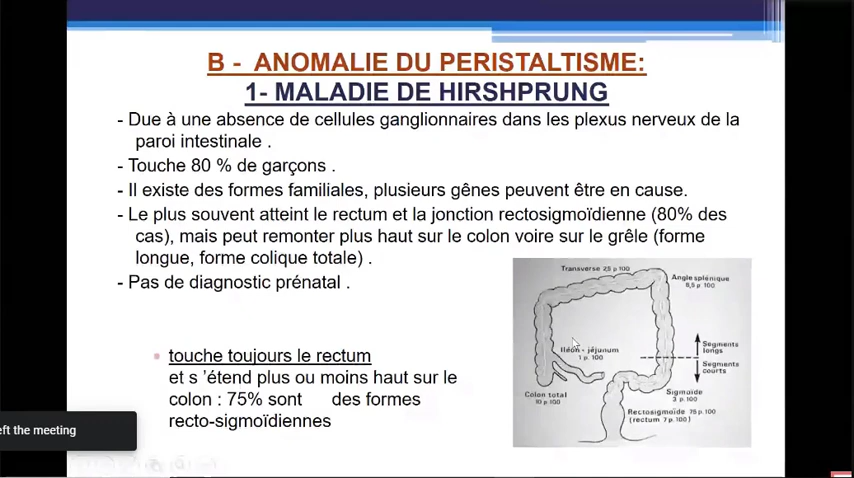 B - ANOMALIE DU PERISTALTISME:
1- MALADIE DE HIRSHPRUNG
- Due à une absence de cellules ganglionnaires dans les plexus nerveux de la
paroi intestinale .
- Touche 80 % de garçons .
- Il existe des formes familiales, plusieurs gênes peuvent être en cause.
- Le plus souvent atteint le rectum et la jonction rectosigmoïdienne (80% des
cas), mais peut remonter plus haut sur le colon voire sur le grêle (forme
longue, forme colique totale) .
- Pas de diagnostic prénatal .
touche toujours le rectum
et s 'étend plus ou moins haut sur le
colon : 75% sont des formes
recto-sigmoïdiennes
Transverse 2,5 p 100
Angle splénique
5,5 p. 100
Iléon - jéjunum
1 p. 100
Segments
longs
Segments
courts
Côlon total
10 p. 100
Sigmoïde
3 p. 100
Rectosigmoïde 75 p. 100
(rectum 7 p. 100)
eft the meeting